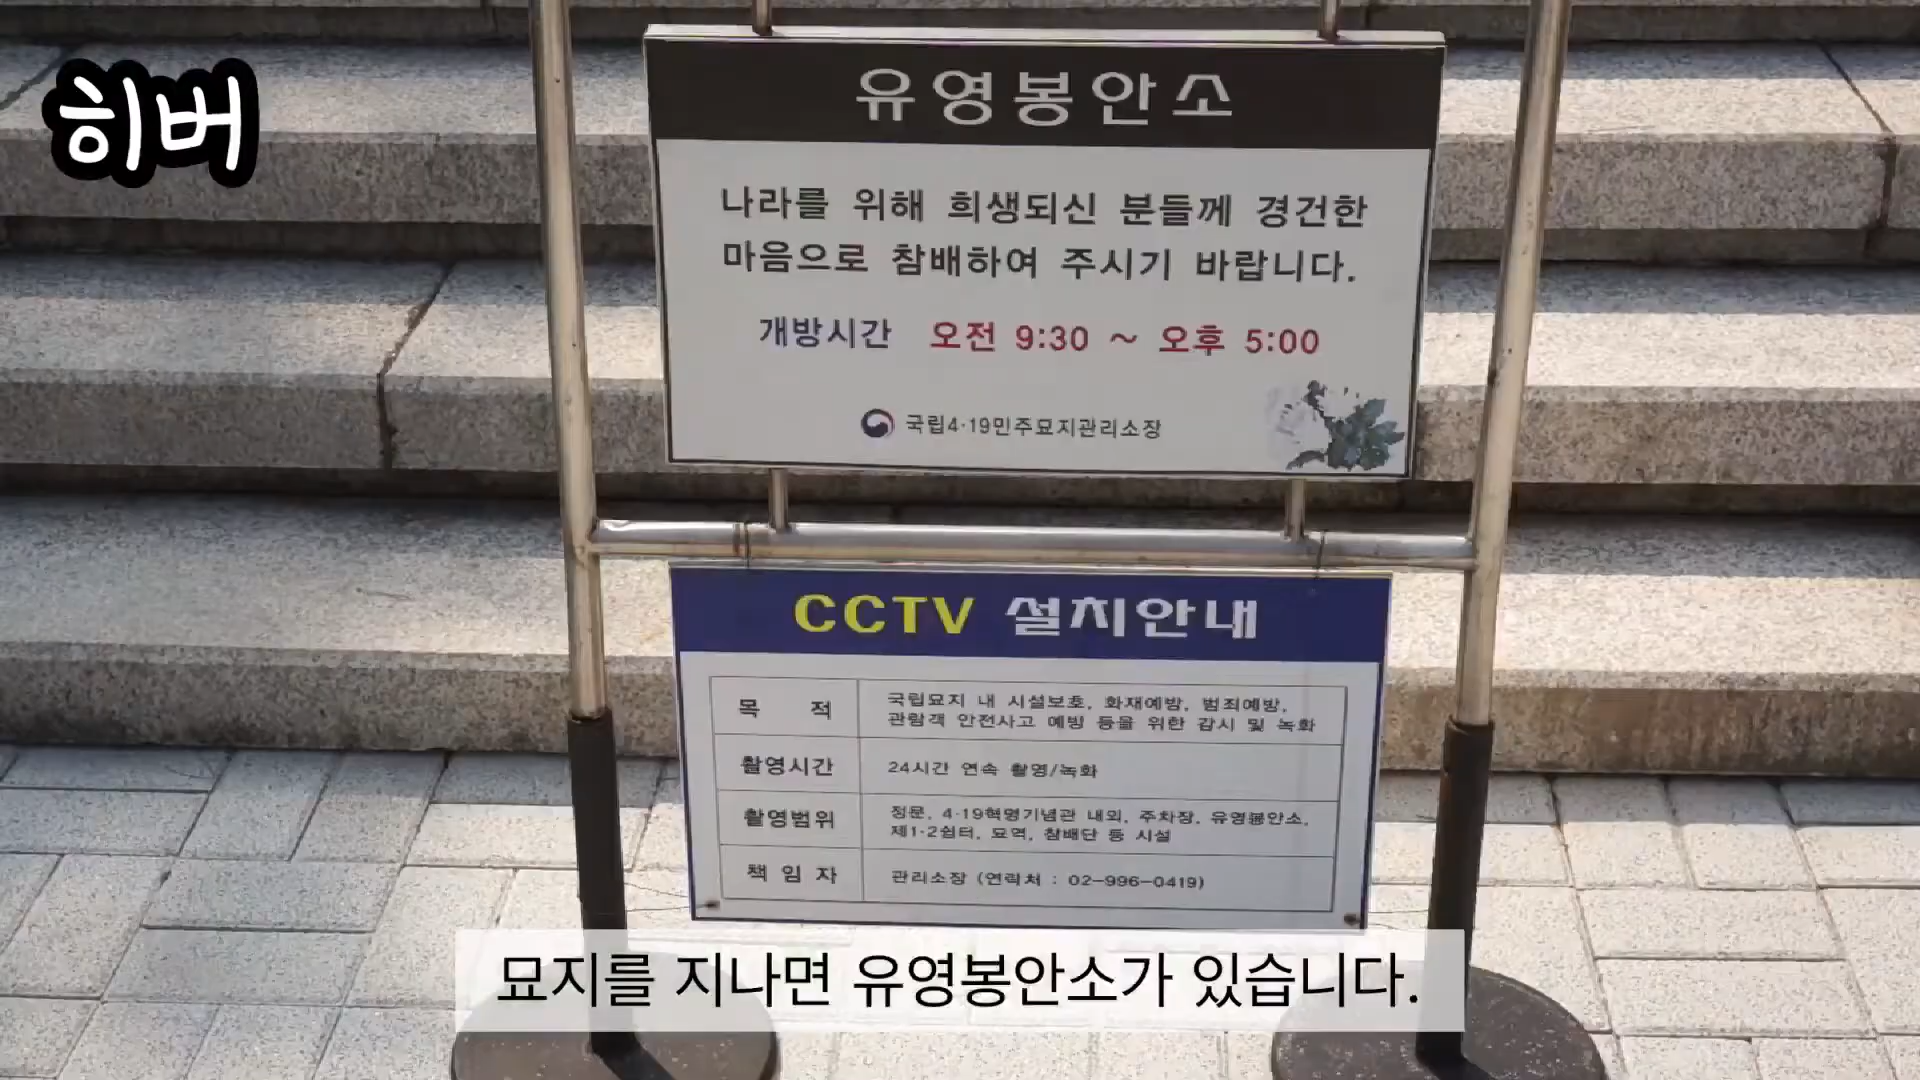 히버
유영봉안소
나라를 위해 희생되신 분들께 경건한
마음으로 참배하여 주시기 바랍니다.
개방시간 오전 9:30 ~ 오후 5:00
국립4·19민주묘지관리소장
CCTV 설치안내
목 적 국립묘지 내 시설보호, 화재예방, 범죄예방,
관람객 안전사고 예방 등을 위한 감시 및 녹화
촬영시간 24시간 연속 촬영/녹화
촬영범위 정문, 4·19혁명기념관 내외, 주차장, 유영봉안소,
제1·2쉼터, 묘역, 참배단 등 시설
책 임 자 관리소장 (연락처 : 02-996-0419)
묘지를 지나면 유영봉안소가 있습니다.